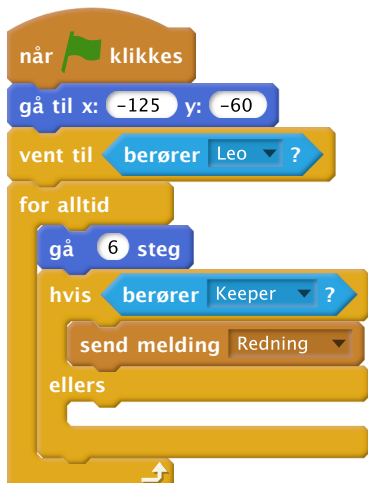 når klikkes
gå til x: -125 y: -60
vent til berører Leo ?
for alltid
gå 6 steg
hvis berører Keeper ?
send melding Redning
ellers